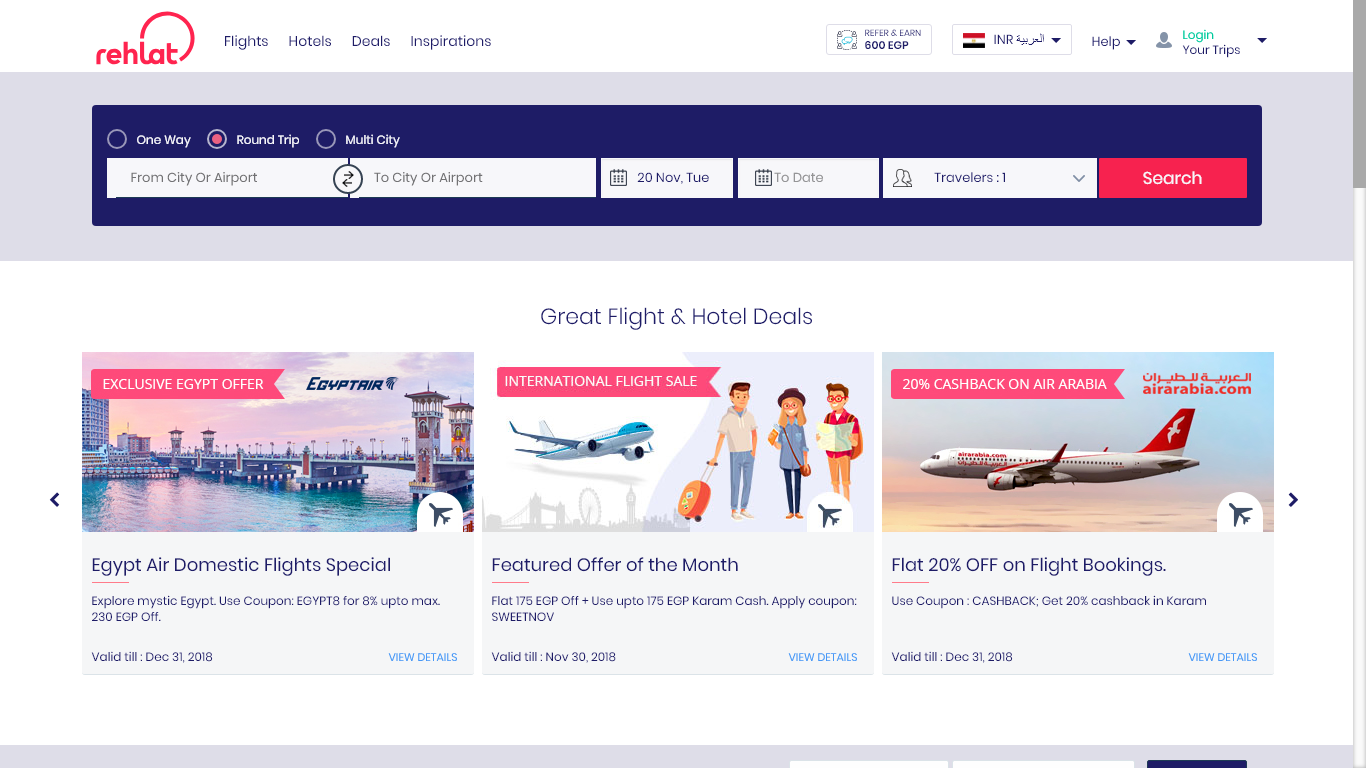 rehlat
Flights
Hotels
Deals
Inspirations
REFER & EARN
600 EGP
INR العربية
Help
Login
Your Trips
One Way
Round Trip
Multi City
From City Or Airport
To City Or Airport
20 Nov, Tue
To Date
Travelers : 1
Search
Great Flight & Hotel Deals
EXCLUSIVE EGYPT OFFER
EGYPTAIR
INTERNATIONAL FLIGHT SALE
20% CASHBACK ON AIR ARABIA
العربية للطيران
airarabia.com
airarabia.com
العربية للطيران
Egypt Air Domestic Flights Special
Explore mystic Egypt. Use Coupon: EGYPT8 for 8% upto max.
230 EGP Off.
Valid till : Dec 31, 2018
VIEW DETAILS
Featured Offer of the Month
Flat 175 EGP Off + Use upto 175 EGP Karam Cash. Apply coupon:
SWEETNOV
Valid till : Nov 30, 2018
VIEW DETAILS
Flat 20% OFF on Flight Bookings.
Use Coupon : CASHBACK; Get 20% cashback in Karam
Valid till : Dec 31, 2018
VIEW DETAILS